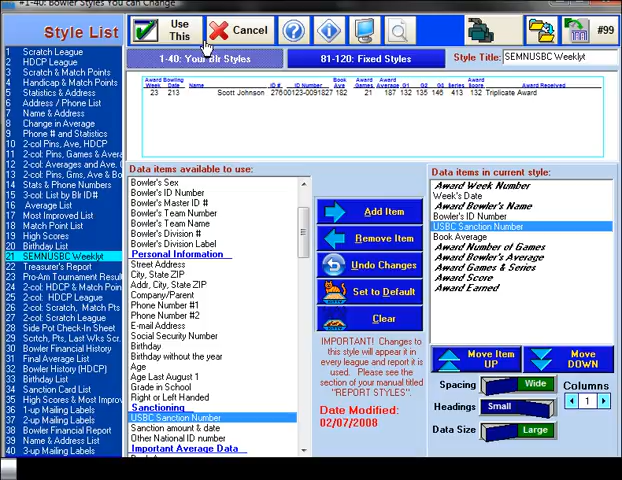 #1-40: Bowler Styles You can Change
Style List
Use This
Cancel
#99
1-40: Your Blr Styles
81-120: Fixed Styles
Style Title:
SEMNUSBC Weeklyt
1 Scratch League
2 HDCP League
3 Scratch & Match Points
4 Handicap & Match Points
5 Statistics & Address
6 Address / Phone List
7 Name & Address
8 Change in Average
9 Phone # and Statistics
10 2-col Pins, Ave, HDCP
11 2-col: Pins, Games & Avera
12 2-col: Averages and Ave. C
13 2-col: Pins, Gms, Ave & Bo
14 Stats & Phone Numbers
15 3-col: List by Blr ID#
16 Average List
17 Most Improved List
18 Match Point List
19 High Scores
20 Birthday List
21 SEMNUSBC Weeklyt
22 Treasurer's Report
23 Pro-Am Tournament Result
24 2-col: HDCP & Match Point
25 2-col: HDCP League
26 2-col: Scratch, Match Pts
27 2-col: Scratch League
28 Side Pot Check-In Sheet
29 Scrtch, Pts, Last Wk's Cn
30 Bowler Financial History
31 Final Average List
32 Bowler History (HDCP)
33 Birthday List
34 Sanction Card List
35 High Scores & Most Improv
36 1-up Mailing Labels
37 2-up Mailing Labels
38 Bowler Financial Report
39 Name & Address List
40 3-up Mailing Labels
Award Week
Bowling Date
Name
ID #
ID Number
Book Ave
Award Games
Award Average
G1
G2
G3
Series
Award Score
Award Received
23 213 Scott Johnson 2760 0123-0091827 182 21 187 132 135 146 413 132 Triplicate Award
Data items available to use:
Bowler's Sex
Bowler's ID Number
Bowler's Master ID #
Bowler's Team Number
Bowler's Team Name
Bowler's Division #
Bowler's Division Label
Personal Information
Street Address
City, State ZIP
Addr, City, State ZIP
Company/Parent
Phone Number #1
Phone Number #2
E-mail Address
Social Security Number
Birthday
Birthday without the year
Age
Age Last August 1
Grade in School
Right or Left Handed
Sanctioning
USBC Sanction Number
Sanction amount & date
Other National ID number
Important Average Data
Add Item
Remove Item
Undo Changes
Set to Default
Clear
IMPORTANT! Changes to this style will appear it in every league and report it is used. Please see the section of your manual titled "REPORT STYLES".
Date Modified:
02/07/2008
Data items in current style:
Award Week Number
Week's Date
Award Bowler's Name
Bowler's ID Number
USBC Sanction Number
Book Average
Award Number of Games
Award Bowler's Average
Award Games & Series
Award Score
Award Earned
Move Item UP
Move DOWN
Spacing
Wide
Columns
Headings
Small
1
Data Size
Large